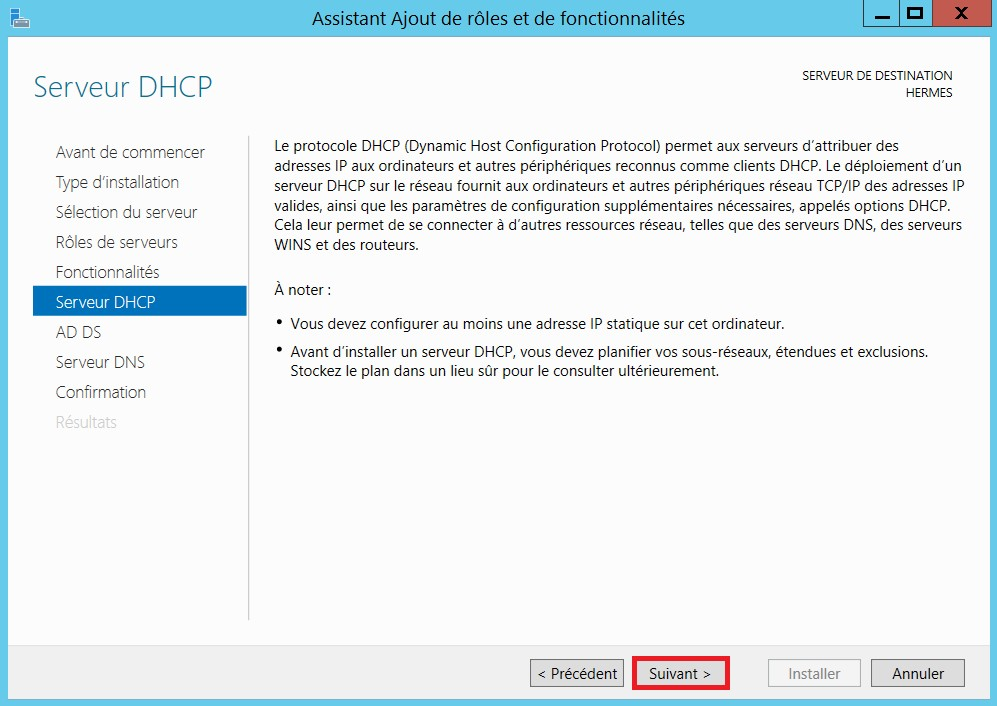 Assistant Ajout de rôles et de fonctionnalités
Serveur DHCP
SERVEUR DE DESTINATION
HERMES
Avant de commencer
Type d'installation
Sélection du serveur
Rôles de serveurs
Fonctionnalités
Serveur DHCP
AD DS
Serveur DNS
Confirmation
Résultats
Le protocole DHCP (Dynamic Host Configuration Protocol) permet aux serveurs d'attribuer des
adresses IP aux ordinateurs et autres périphériques reconnus comme clients DHCP. Le déploiement d'un
serveur DHCP sur le réseau fournit aux ordinateurs et autres périphériques réseau TCP/IP des adresses IP
valides, ainsi que les paramètres de configuration supplémentaires nécessaires, appelés options DHCP.
Cela leur permet de se connecter à d'autres ressources réseau, telles que des serveurs DNS, des serveurs
WINS et des routeurs.
À noter :
• Vous devez configurer au moins une adresse IP statique sur cet ordinateur.
• Avant d'installer un serveur DHCP, vous devez planifier vos sous-réseaux, étendues et exclusions.
Stockez le plan dans un lieu sûr pour le consulter ultérieurement.
< Précédent
Suivant >
Installer
Annuler